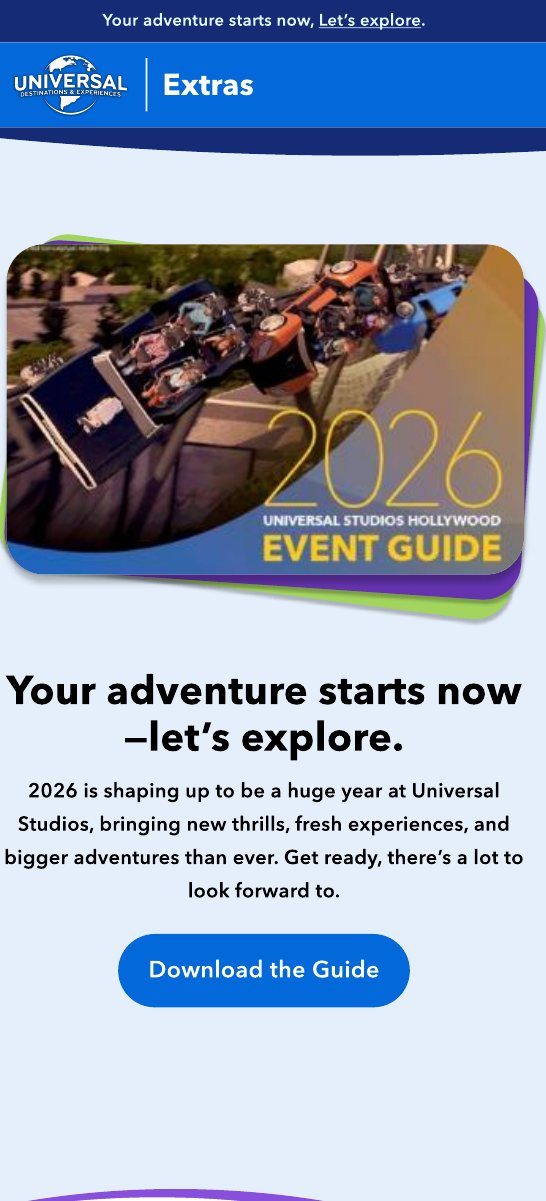 Your adventure starts now, Let's explore.
UNIVERSAL
DESTINATIONS & EXPERIENCES
Extras
2026
UNIVERSAL STUDIOS HOLLYWOOD
EVENT GUIDE
Your adventure starts now
—let's explore.
2026 is shaping up to be a huge year at Universal
Studios, bringing new thrills, fresh experiences, and
bigger adventures than ever. Get ready, there's a lot to
look forward to.
Download the Guide